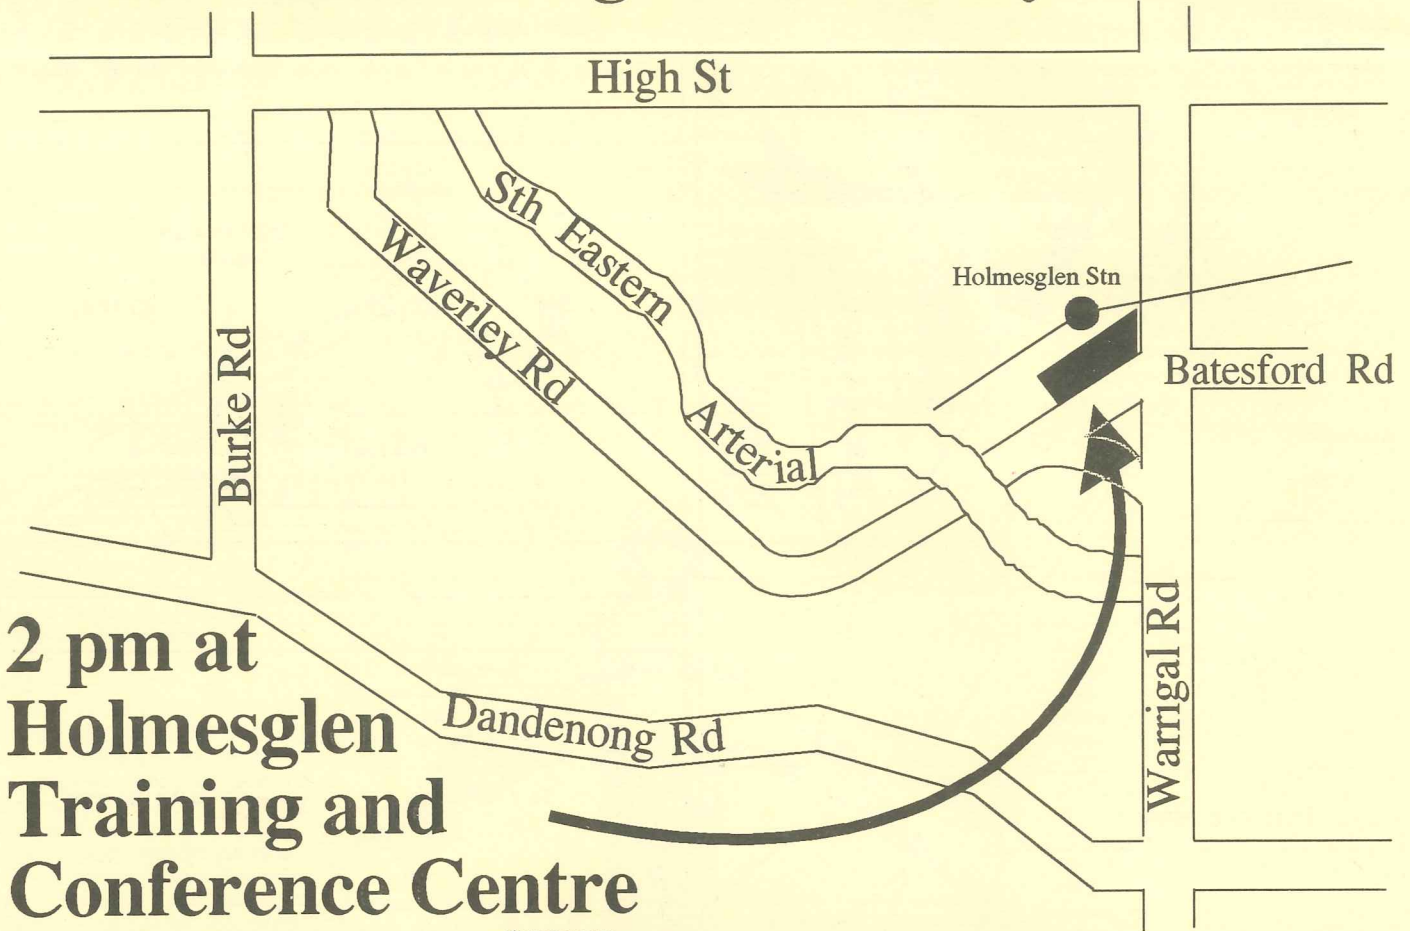 High St
Sth Eastern Arterial
Waverley Rd
Holmesglen Stn
Batesford Rd
Burke Rd
Warrigal Rd
Dandenong Rd
2 pm at
Holmesglen
Training and
Conference Centre